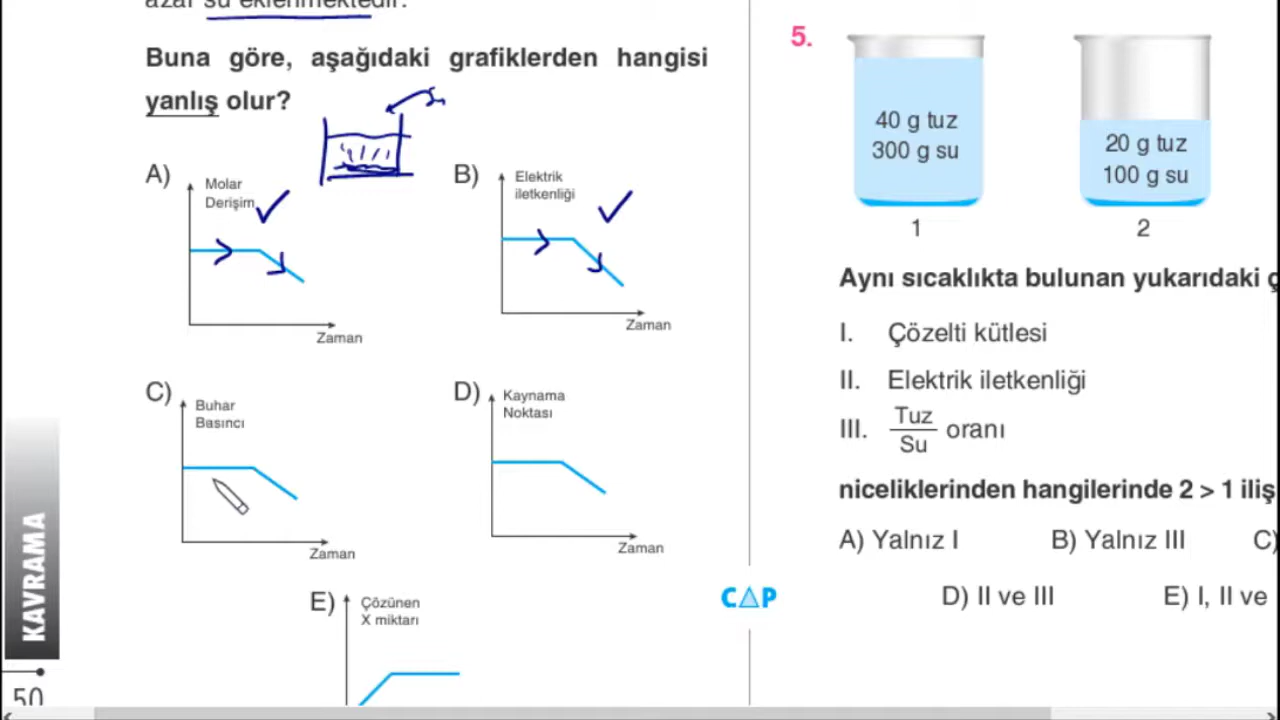 azar su eklenmektedir.
Buna göre, aşağıdaki grafiklerden hangisi
yanlış olur?
A)
Molar
Derişim
Zaman
B)
Elektrik
iletkenliği
Zaman
C)
Buhar
Basıncı
Zaman
D)
Kaynama
Noktası
Zaman
E)
Çözünen
X miktarı
KAVRAMA
50
CAP
5.
40 g tuz
300 g su
1
20 g tuz
100 g su
2
Aynı sıcaklıkta bulunan yukarıdaki ç
I. Çözelti kütlesi
II. Elektrik iletkenliği
III. Tuz
Su oranı
niceliklerinden hangilerinde 2 > 1 iliş
A) Yalnız I B) Yalnız III C)
D) II ve III E) I, II ve